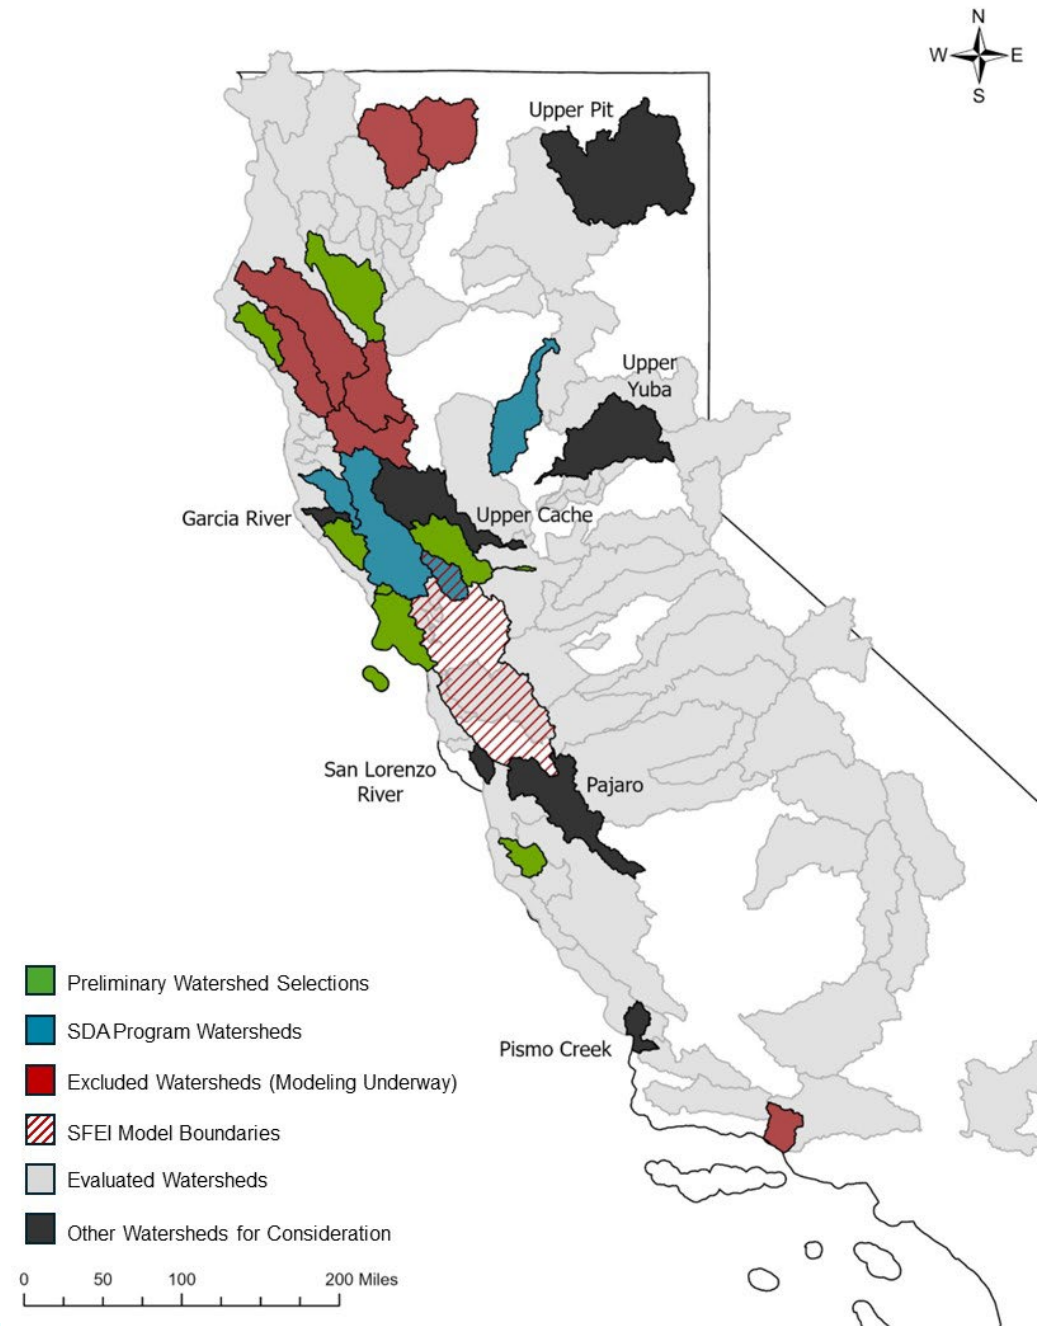 N
W E
S
Upper Pit
Upper
Yuba
Garcia River
Upper Cache
San Lorenzo
River
Pajaro
Pismo Creek
Preliminary Watershed Selections
SDA Program Watersheds
Excluded Watersheds (Modeling Underway)
SFEI Model Boundaries
Evaluated Watersheds
Other Watersheds for Consideration
0 50 100 200 Miles